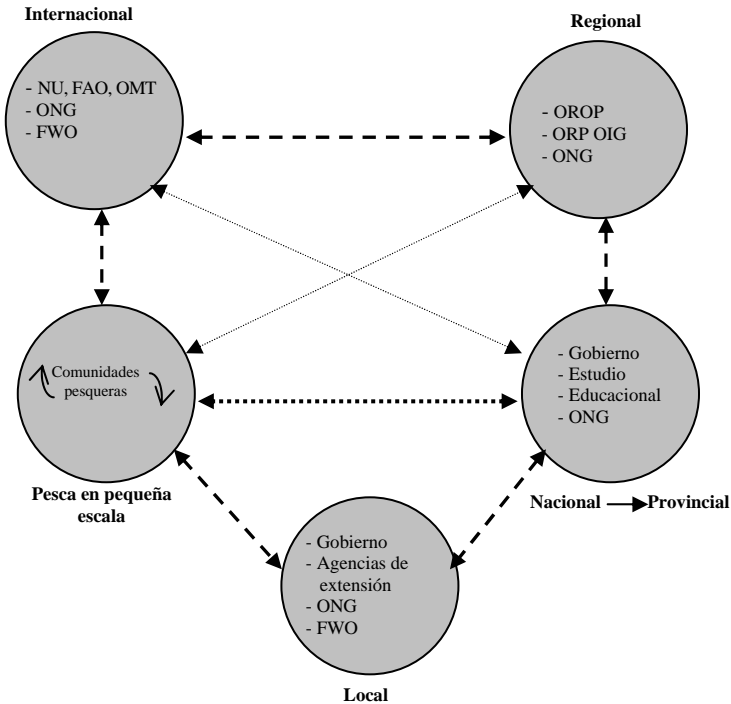 Internacional
Regional
- NU, FAO, OMT
- ONG
- FWO
- OROP
- ORP OIG
- ONG
Comunidades
pesqueras
- Gobierno
- Estudio
- Educacional
- ONG
Pesca en pequeña
escala
Nacional Provincial
- Gobierno
- Agencias de
extensión
- ONG
- FWO
Local